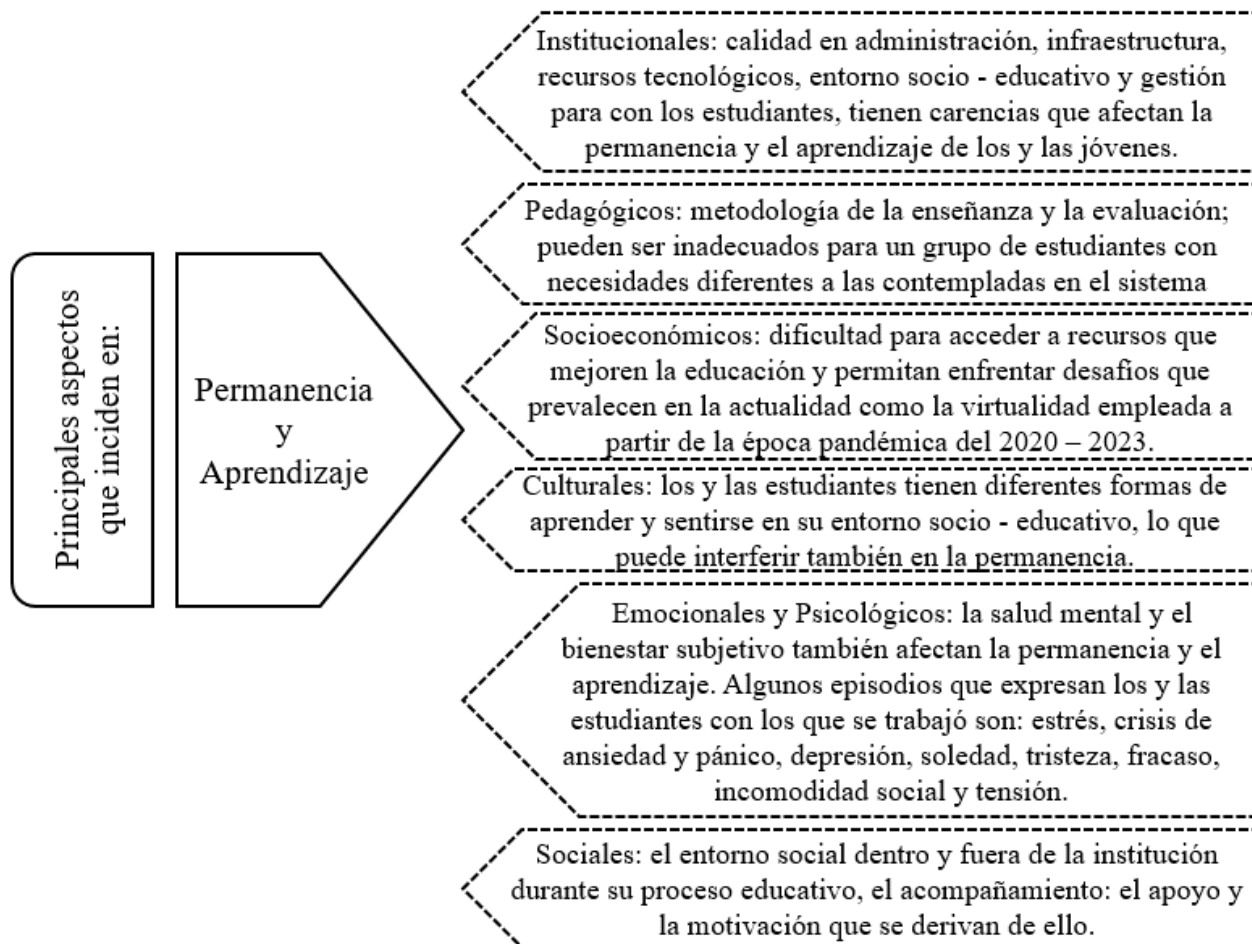 Principales aspectos
que inciden en:
Permanencia
y
Aprendizaje
Institucionales: calidad en administración, infraestructura,
recursos tecnológicos, entorno socio - educativo y gestión
para con los estudiantes, tienen carencias que afectan la
permanencia y el aprendizaje de los y las jóvenes.
Pedagógicos: metodología de la enseñanza y la evaluación;
pueden ser inadecuados para un grupo de estudiantes con
necesidades diferentes a las contempladas en el sistema
Socioeconómicos: dificultad para acceder a recursos que
mejoren la educación y permitan enfrentar desafíos que
prevalecen en la actualidad como la virtualidad empleada a
partir de la época pandémica del 2020 – 2023.
Culturales: los y las estudiantes tienen diferentes formas de
aprender y sentirse en su entorno socio - educativo, lo que
puede interferir también en la permanencia.
Emocionales y Psicológicos: la salud mental y el
bienestar subjetivo también afectan la permanencia y el
aprendizaje. Algunos episodios que expresan los y las
estudiantes con los que se trabajó son: estrés, crisis de
ansiedad y pánico, depresión, soledad, tristeza, fracaso,
incomodidad social y tensión.
Sociales: el entorno social dentro y fuera de la institución
durante su proceso educativo, el acompañamiento: el apoyo y
la motivación que se derivan de ello.